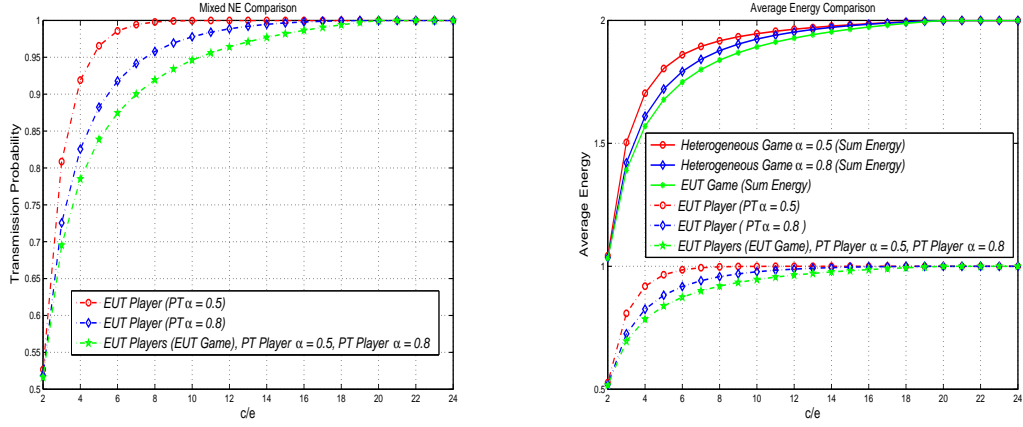 Mixed NE Comparison
Transmission Probability
1
0.95
0.9
0.85
0.8
0.75
0.7
0.65
0.6
0.55
0.5
EUT Player (PT α = 0.5)
EUT Player (PT α = 0.8)
EUT Players (EUT Game), PT Player α = 0.5, PT Player α = 0.8
2 4 6 8 10 12 14 16 18 20 22 24
c/e
Average Energy Comparison
Average Energy
2
1.5
1
0.5
Heterogeneous Game α = 0.5 (Sum Energy)
Heterogeneous Game α = 0.8 (Sum Energy)
EUT Game (Sum Energy)
EUT Player (PT α = 0.5)
EUT Player ( PT α = 0.8 )
EUT Players (EUT Game), PT Player α = 0.5, PT Player α = 0.8
2 4 6 8 10 12 14 16 18 20 22 24
c/e